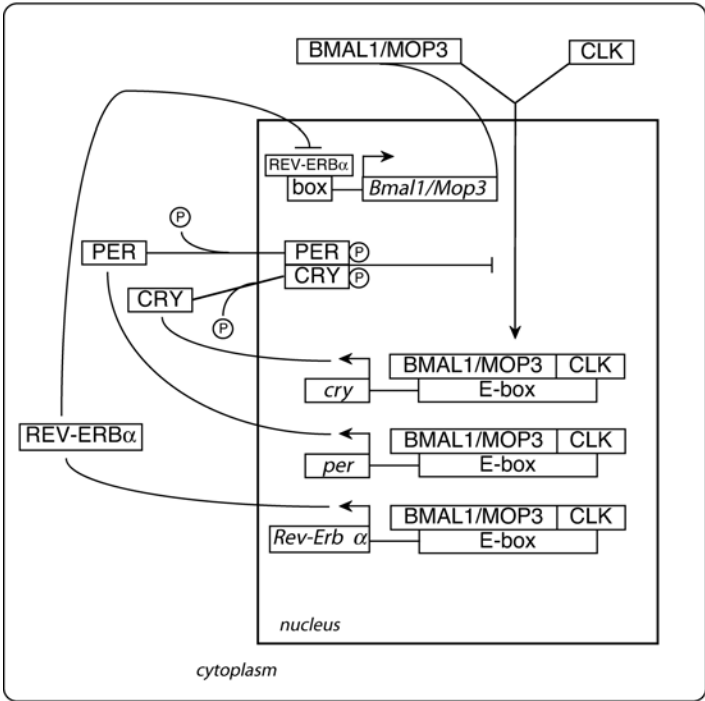 BMAL1/MOP3
CLK
REV-ERBα
box
Bmal1/Mop3
P
PER
PER
P
CRY
P
CRY
P
BMAL1/MOP3 CLK
cry
E-box
REV-ERBα
BMAL1/MOP3 CLK
per
E-box
BMAL1/MOP3 CLK
Rev-Erb α
E-box
nucleus
cytoplasm